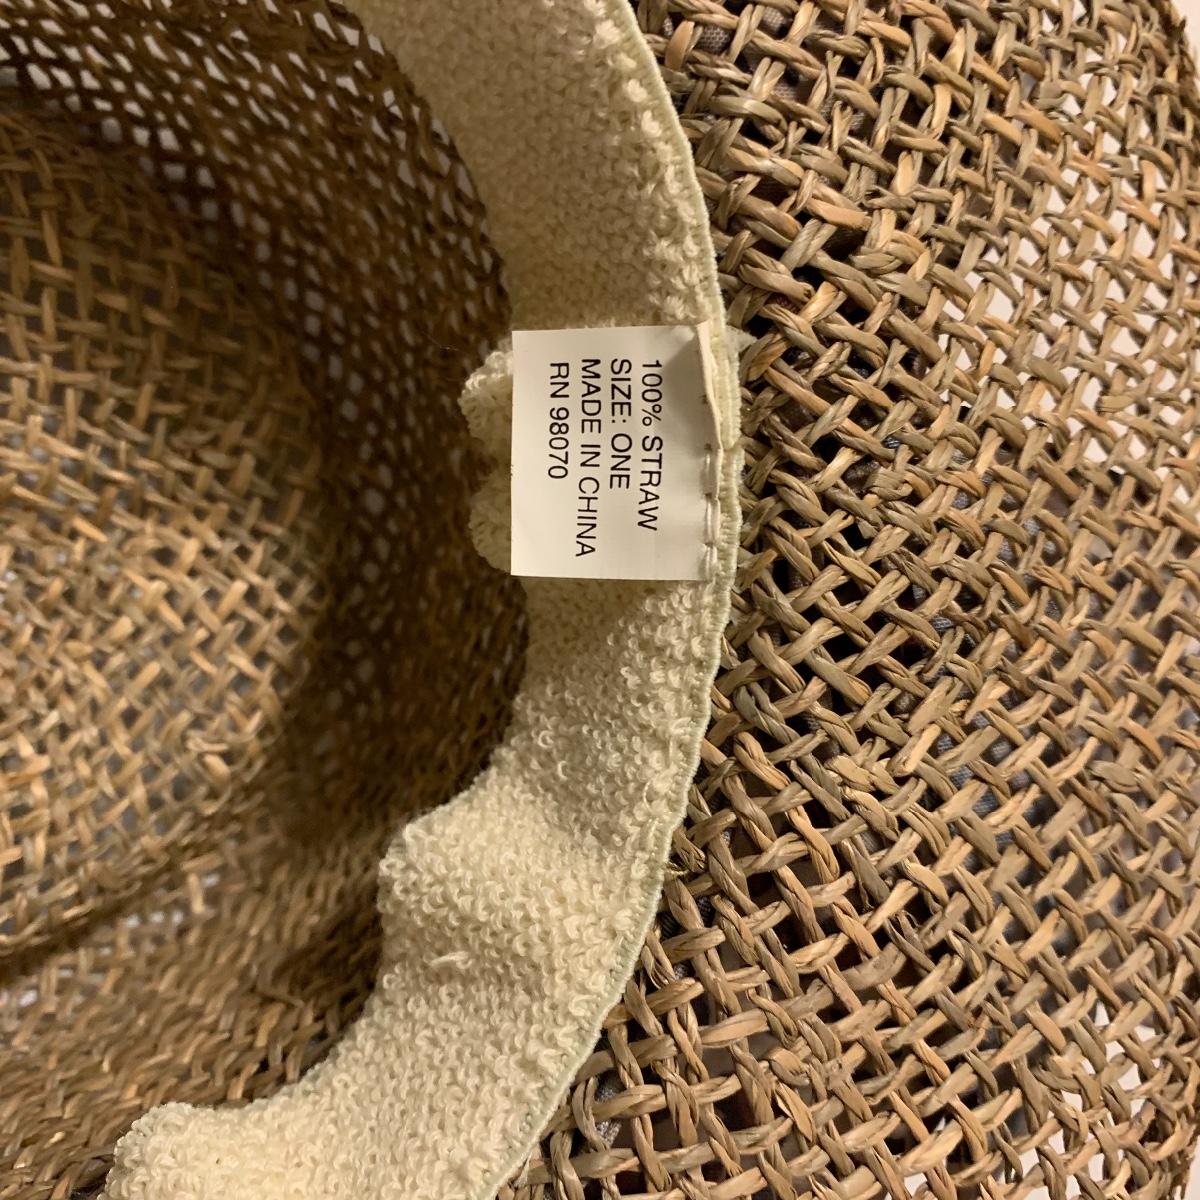 100% STRAW
SIZE: ONE
MADE IN CHINA
RN 98070